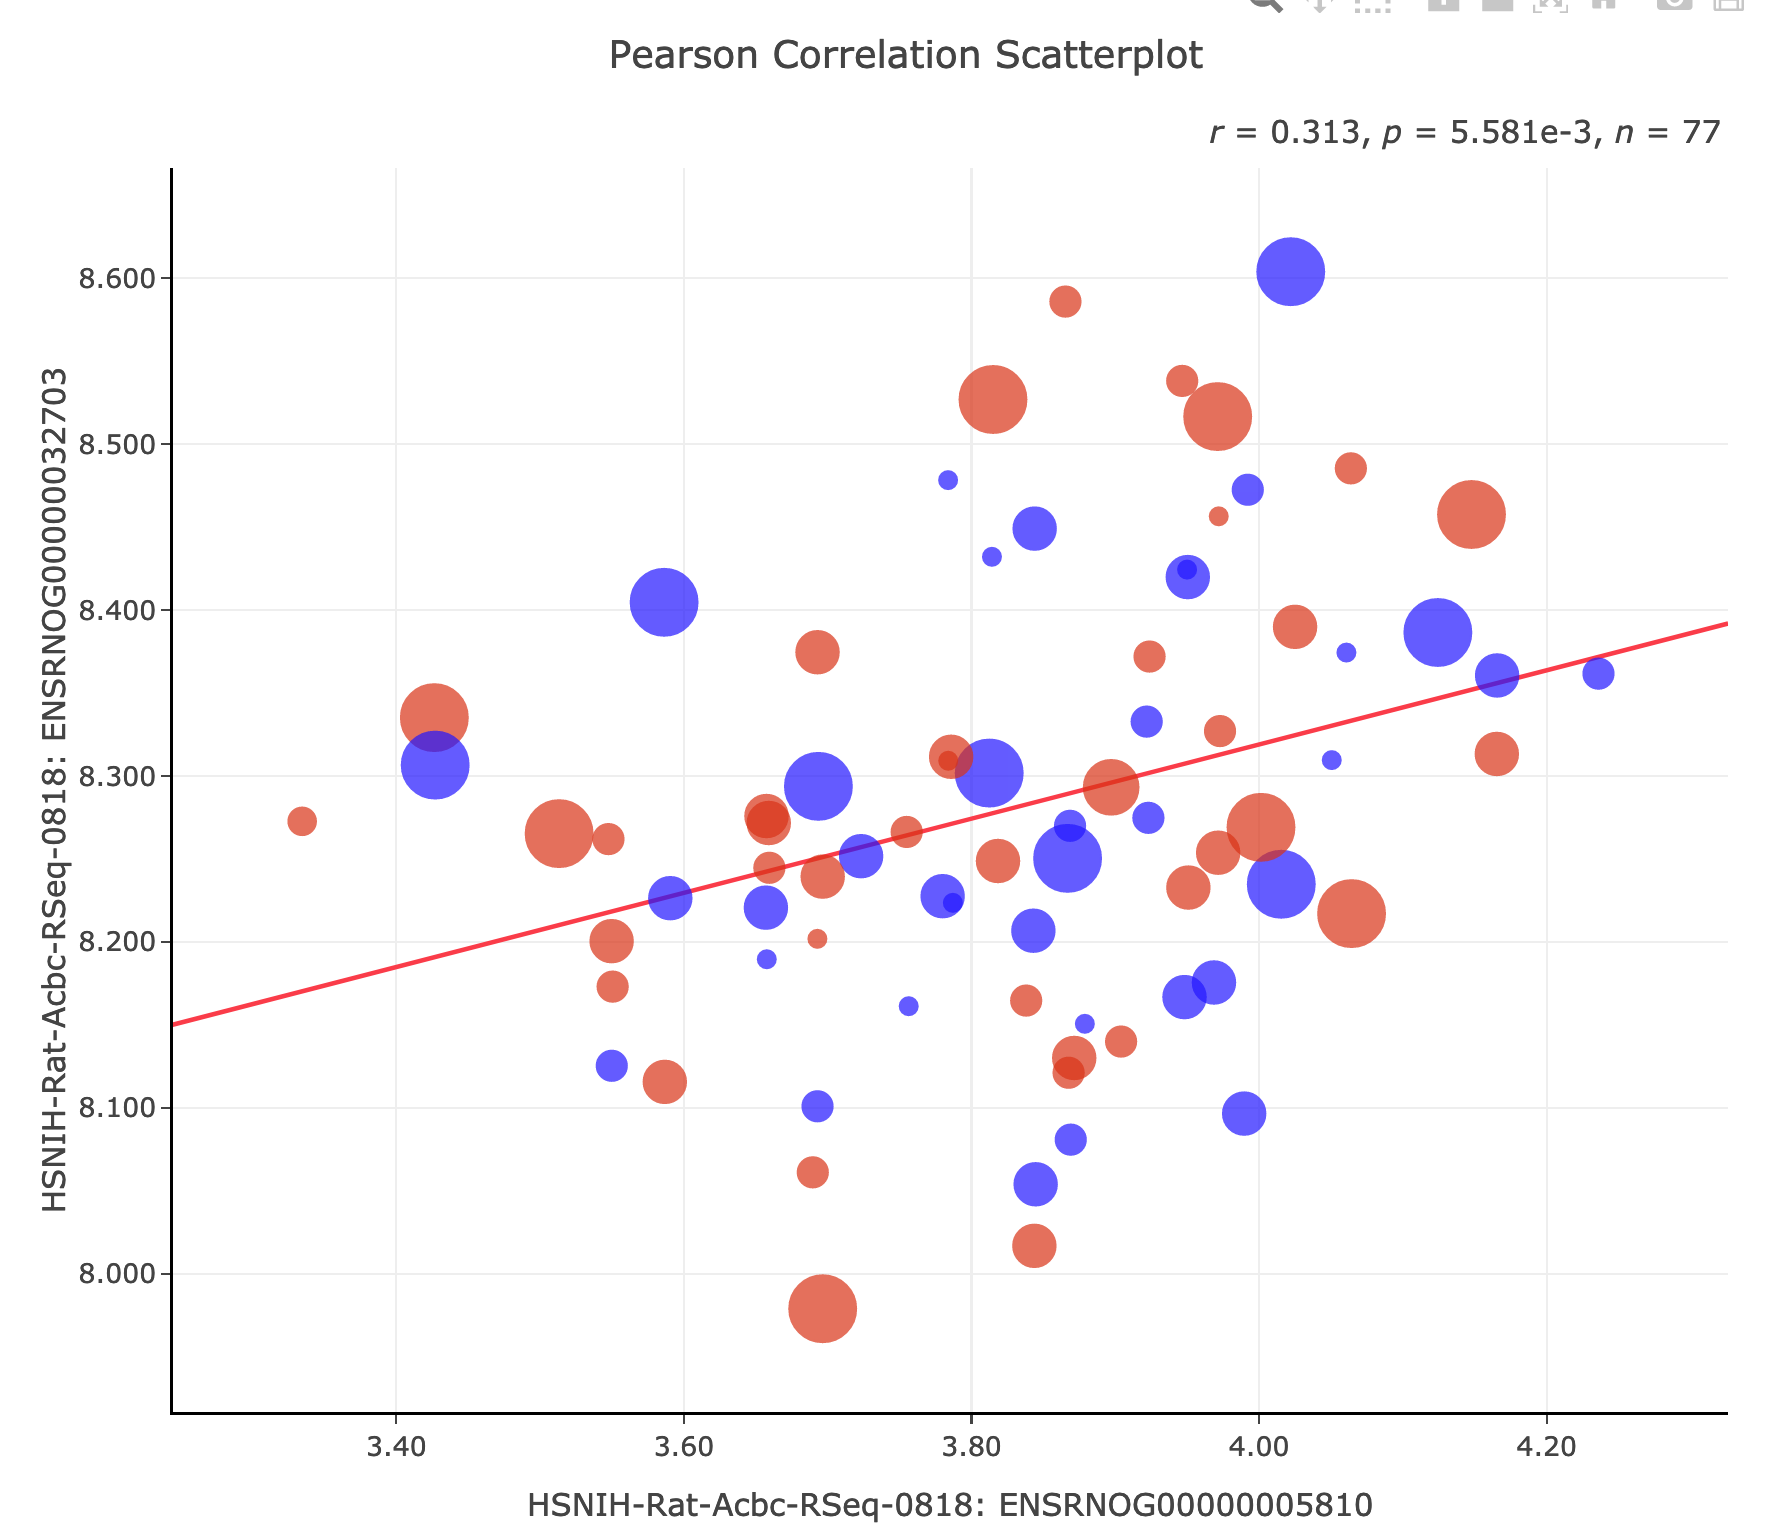 Pearson Correlation Scatterplot
r = 0.313, p = 5.581e-3, n = 77
HSNIH-Rat-Acbc-RSeq-0818: ENSRNOG00000032703
8.600
8.500
8.400
8.300
8.200
8.100
8.000
3.40 3.60 3.80 4.00 4.20
HSNIH-Rat-Acbc-RSeq-0818: ENSRNOG00000005810